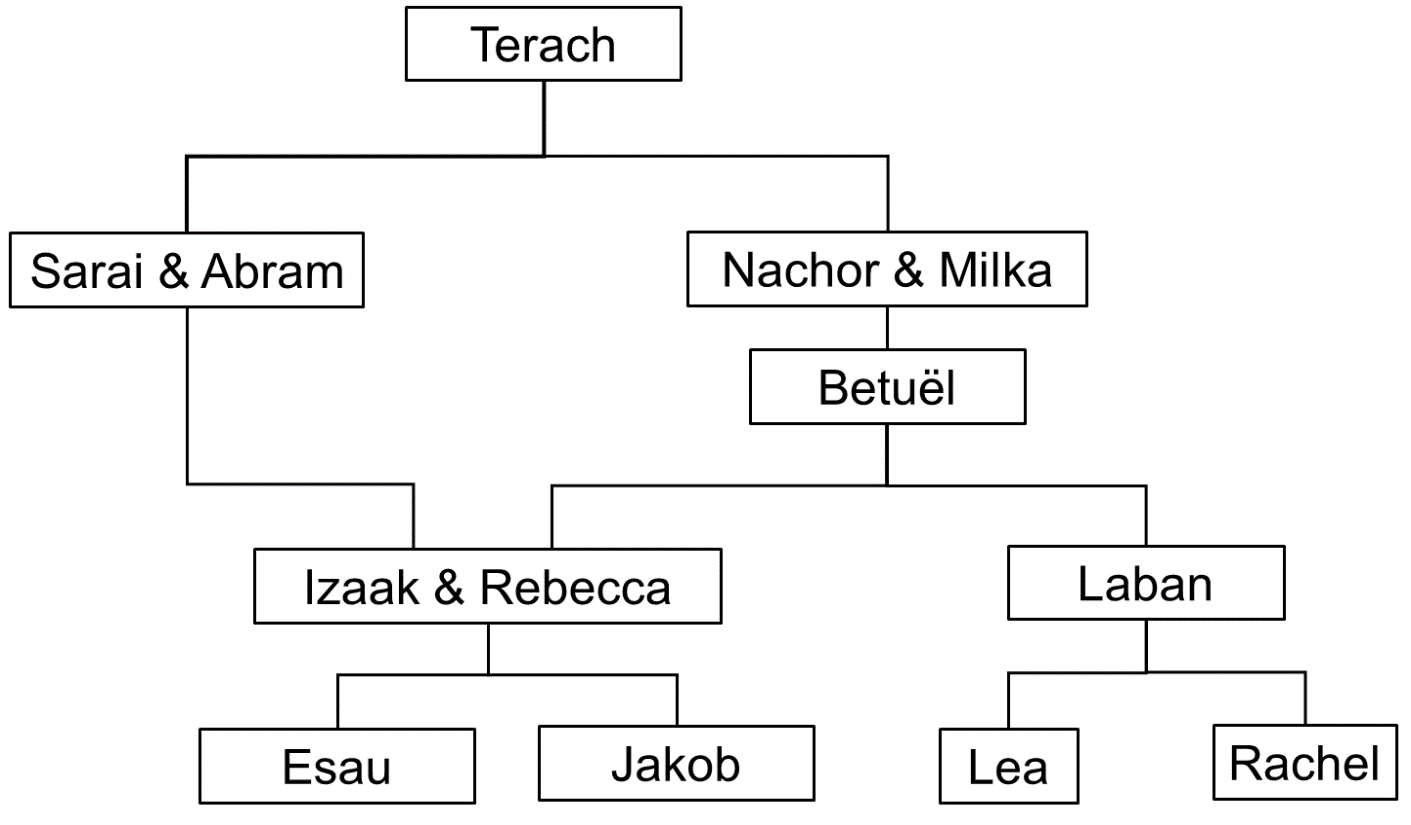 Terach
Sarai & Abram
Nachor & Milka
Betuël
Izaak & Rebecca
Laban
Esau
Jakob
Lea
Rachel